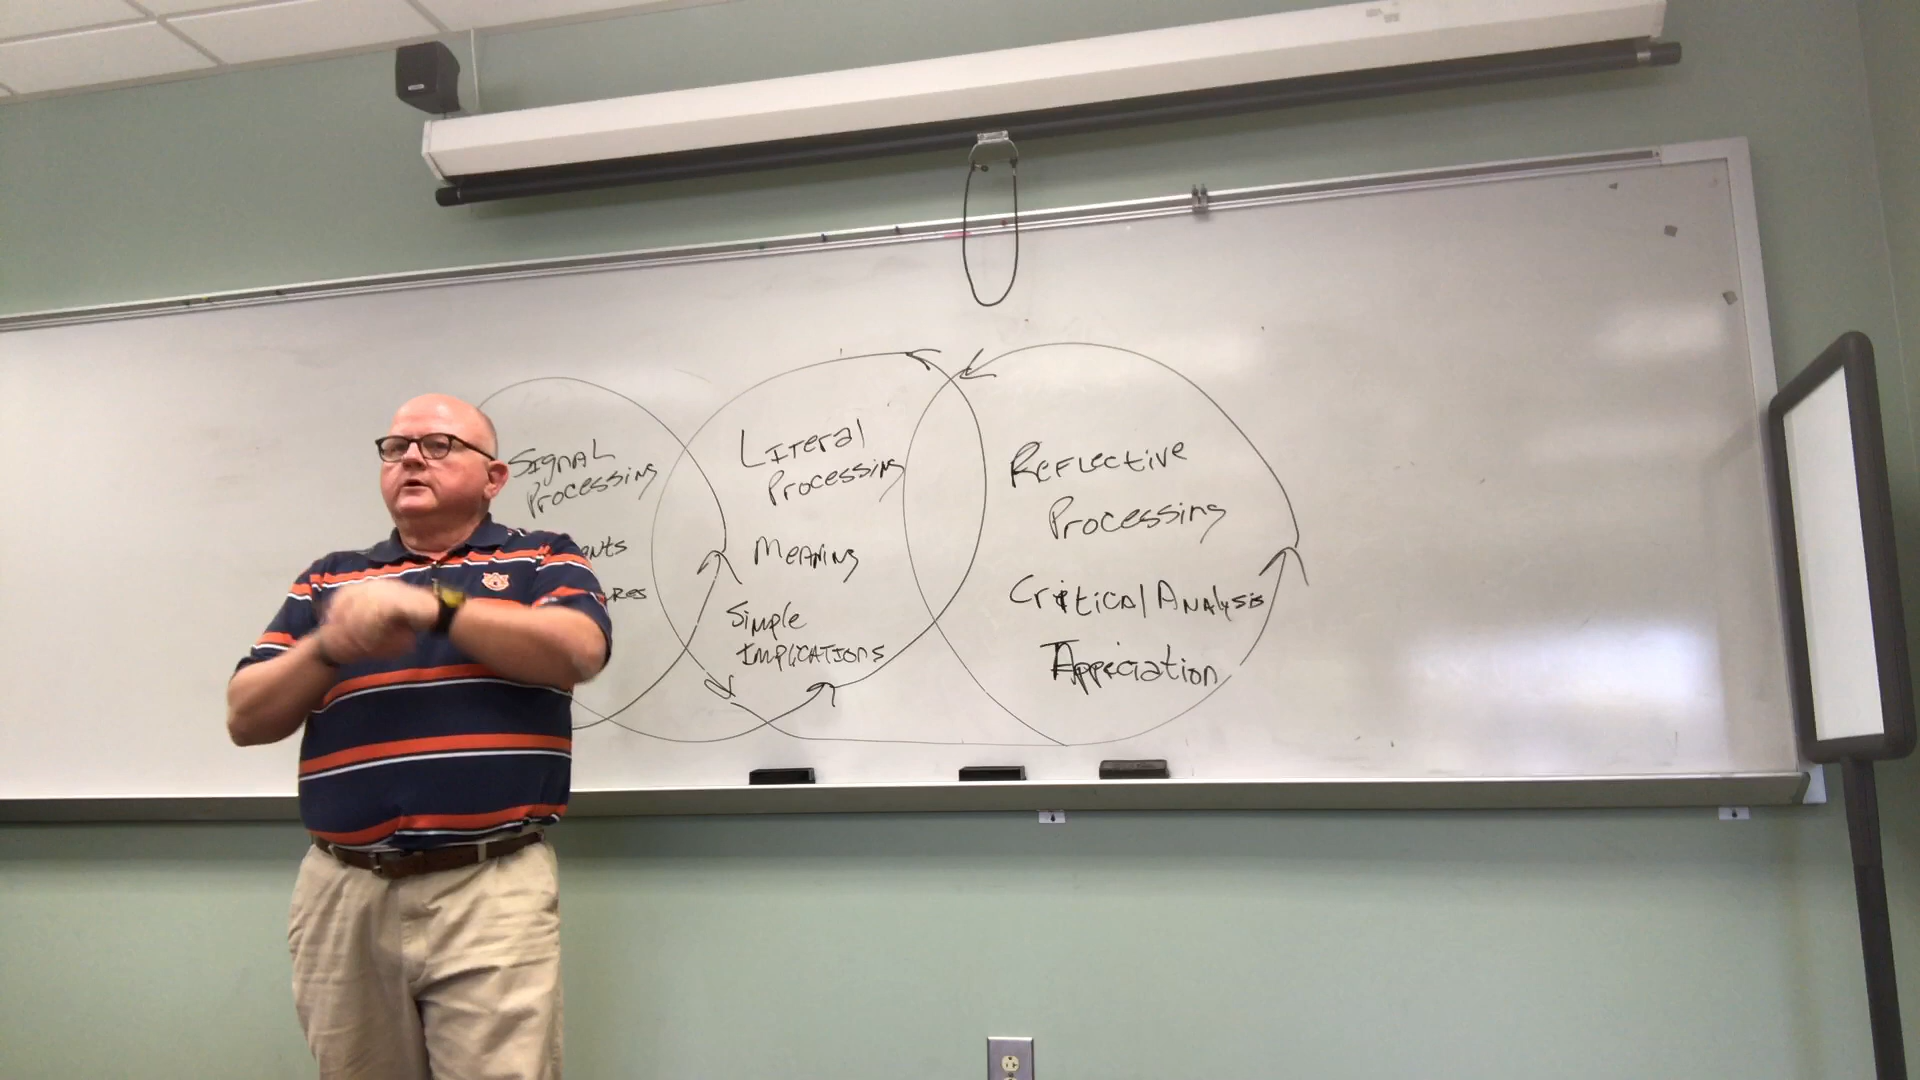 Signal
Processing
Literal
Processing
Meaning
Simple
Implications
Reflective
Processing
Critical Analysis
Appreciation